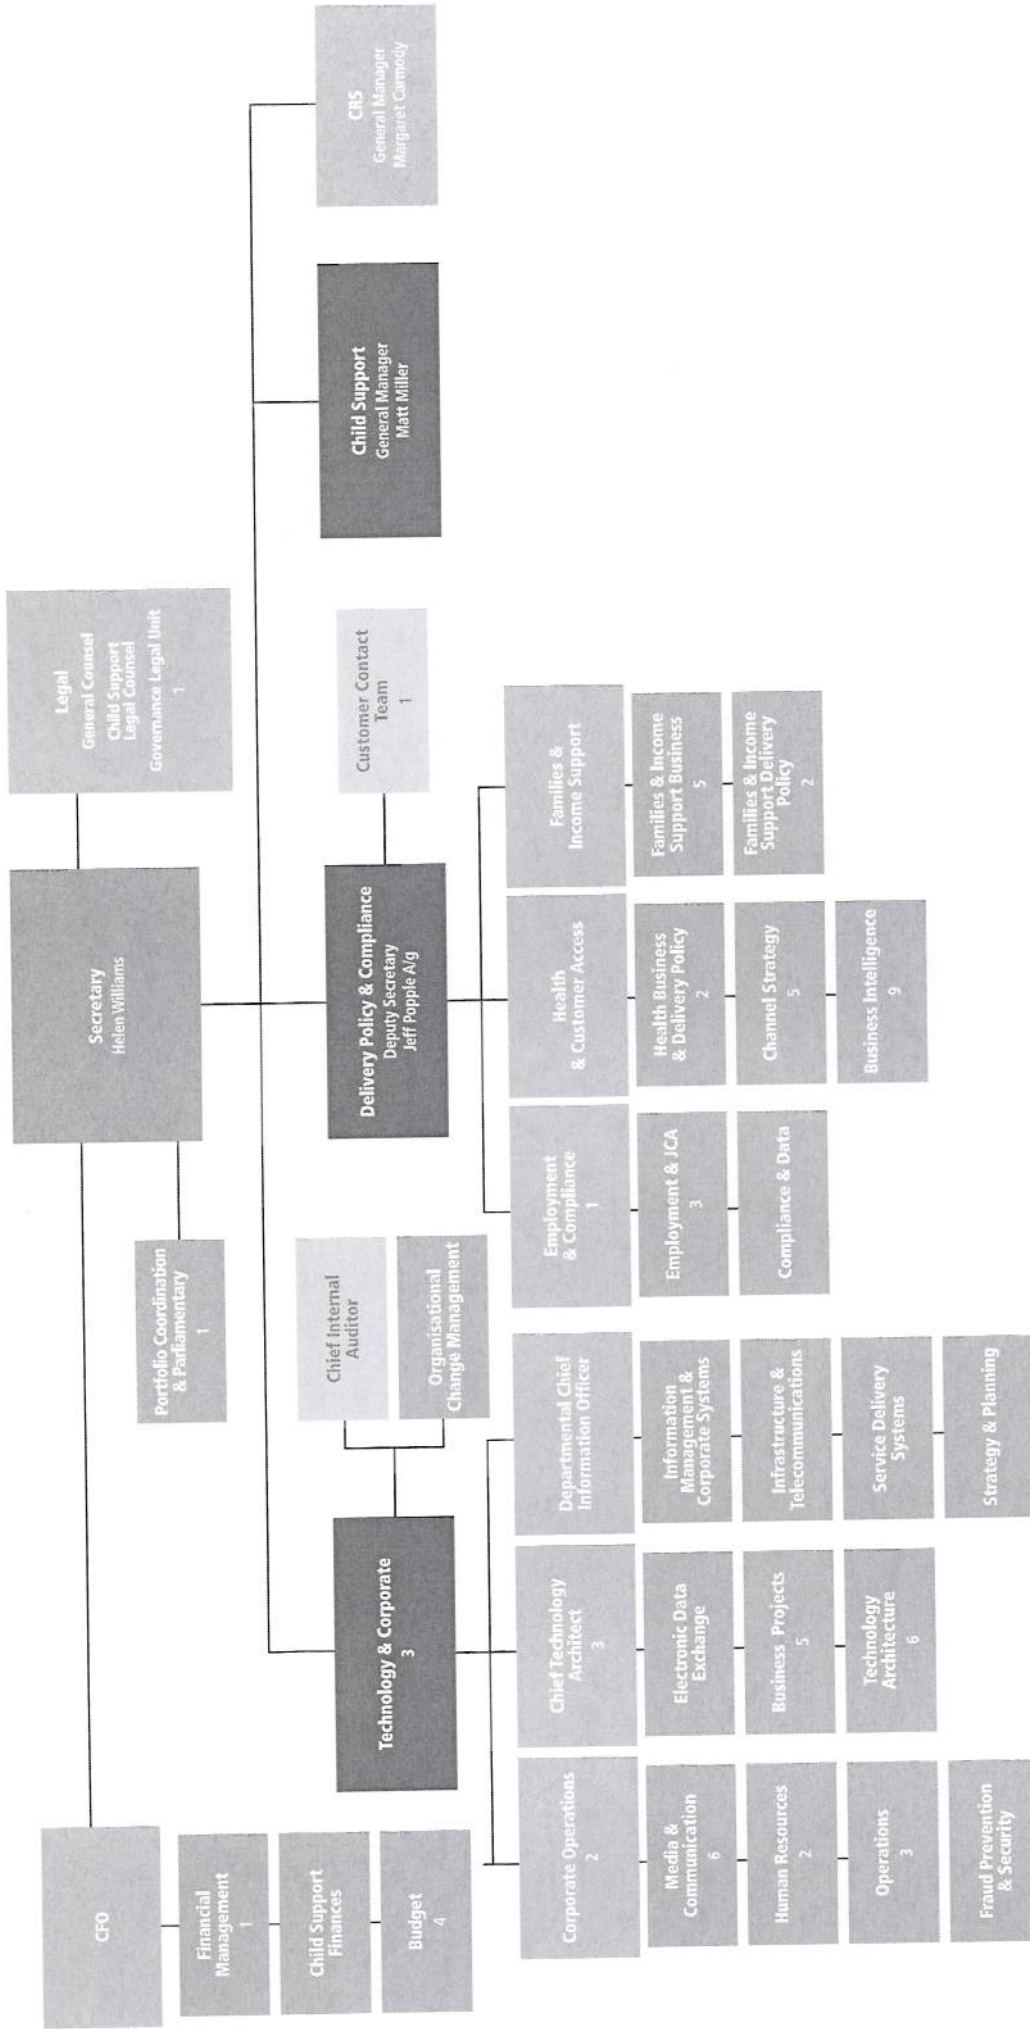 Secretary
Helen Williams
Legal
General Counsel
Child Support
Legal Counsel
Governance Legal Unit
1
CFO
Financial
Management
1
Child Support
Finances
Budget
4
Portfolio Coordination
& Parliamentary
1
Technology & Corporate
3
Chief Internal
Auditor
Organisational
Change Management
Delivery Policy & Compliance
Deputy Secretary
Jeff Popple A/g
Customer Contact
Team
1
Child Support
General Manager
Matt Miller
CRS
General Manager
Margaret Carmody
Corporate Operations
2
Media &
Communication
6
Human Resources
2
Operations
3
Fraud Prevention
& Security
Chief Technology
Architect
3
Electronic Data
Exchange
Business Projects
5
Technology
Architecture
6
Departmental Chief
Information Officer
Information
Management &
Corporate Systems
Infrastructure &
Telecommunications
Service Delivery
Systems
Strategy & Planning
Employment
& Compliance
1
Employment & JCA
3
Compliance & Data
Health
& Customer Access
Health Business
& Delivery Policy
2
Channel Strategy
5
Business Intelligence
9
Families &
Income Support
Families & Income
Support Business
5
Families & Income
Support Delivery
Policy
2